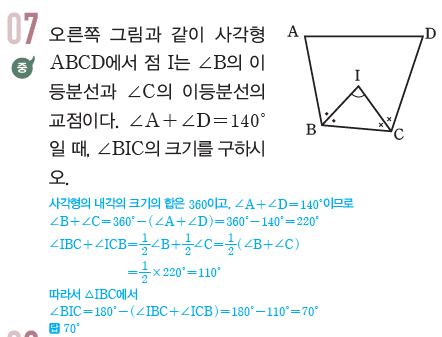 07
중
오른쪽 그림과 같이 사각형
ABCD에서 점 I는 ∠B의 이
등분선과 ∠C의 이등분선의
교점이다. ∠A+∠D=140°
일 때, ∠BIC의 크기를 구하시
오.
A
D
I
B
C
사각형의 내각의 크기의 합은 360이고, ∠A+∠D=140°이므로
∠B+∠C=360°-(∠A+∠D)=360°-140°=220°
∠IBC+∠ICB=1/2∠B+1/2∠C=1/2(∠B+∠C)
=1/2×220°=110°
따라서 △IBC에서
∠BIC=180°-(∠IBC+∠ICB)=180°-110°=70°
답 70°